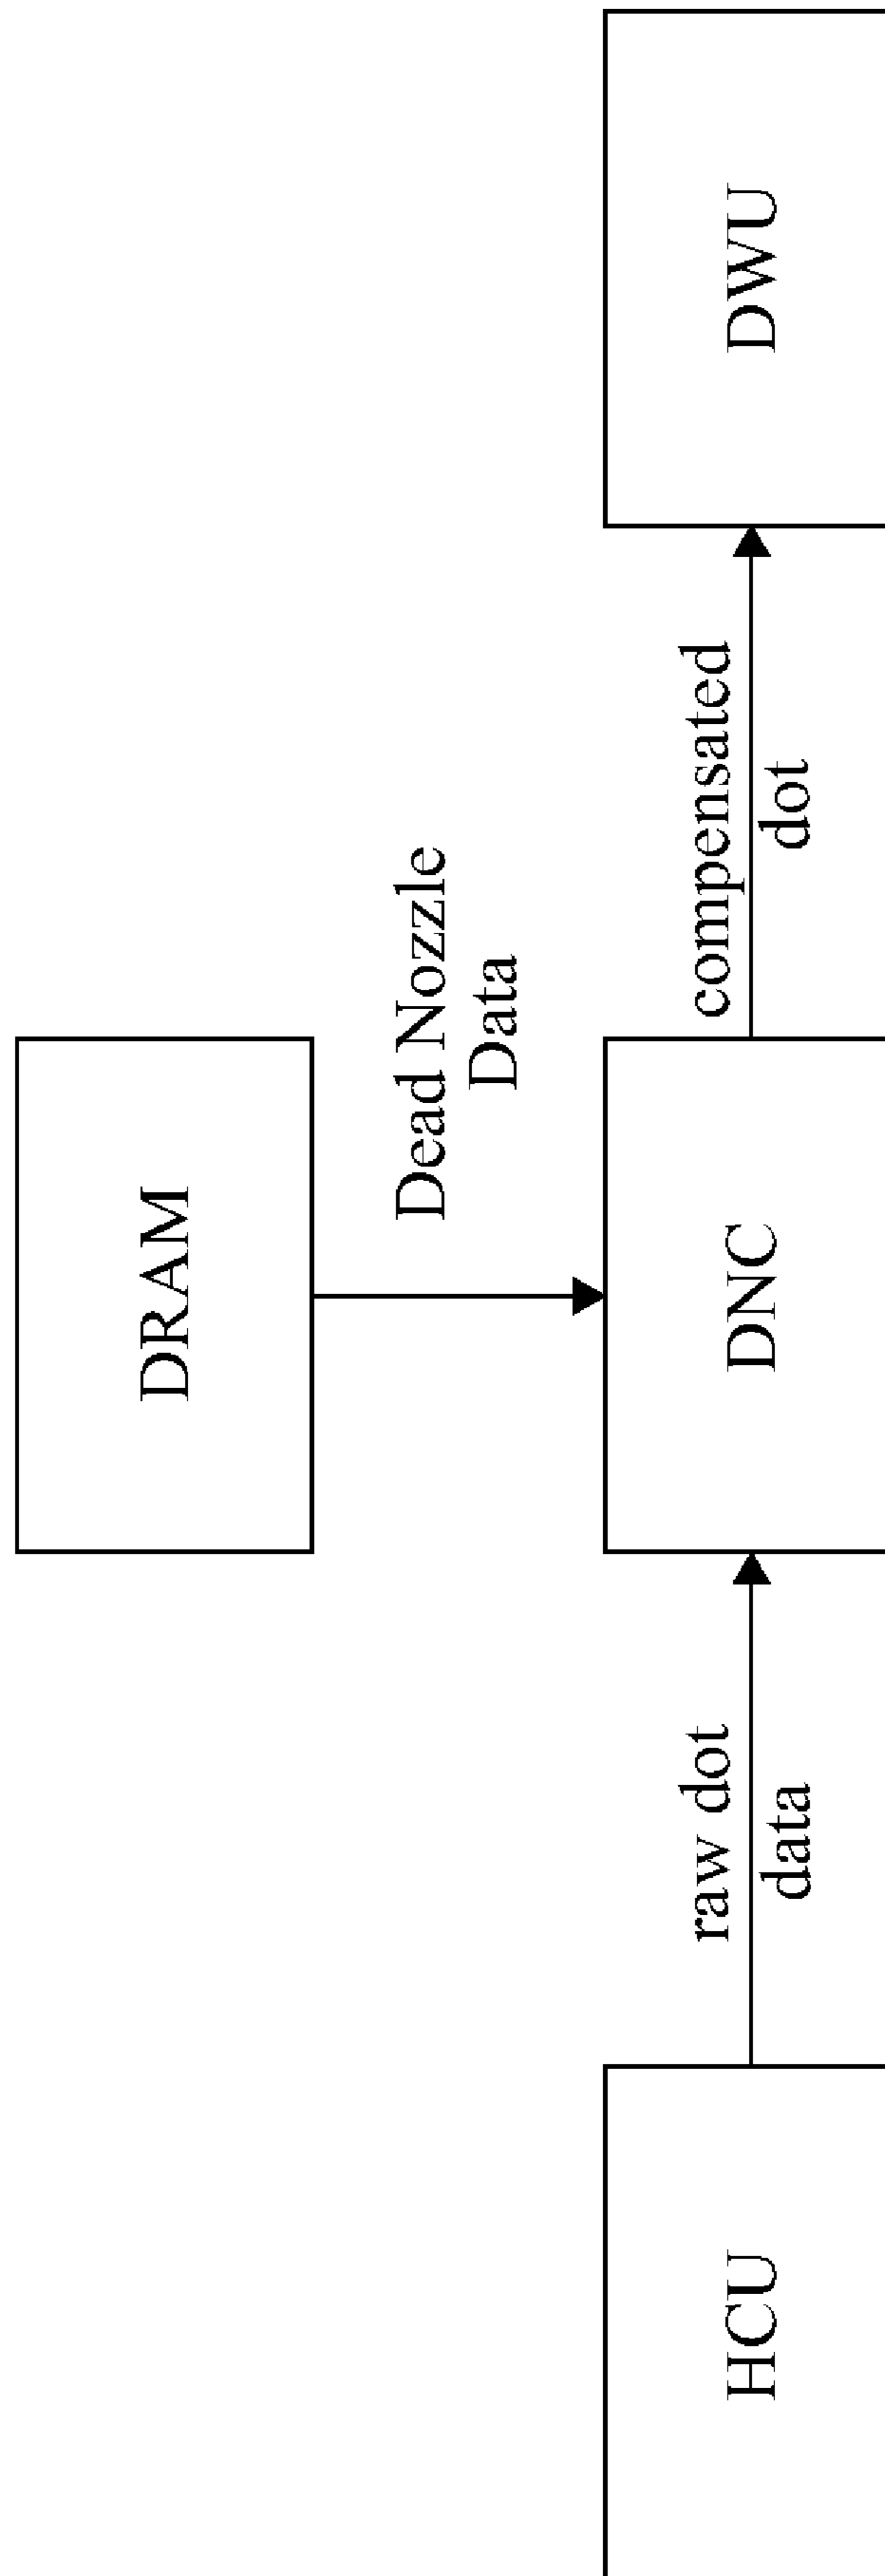 DRAM
Dead Nozzle
Data
HCU
raw dot
data
DNC
compensated
dot
DWU